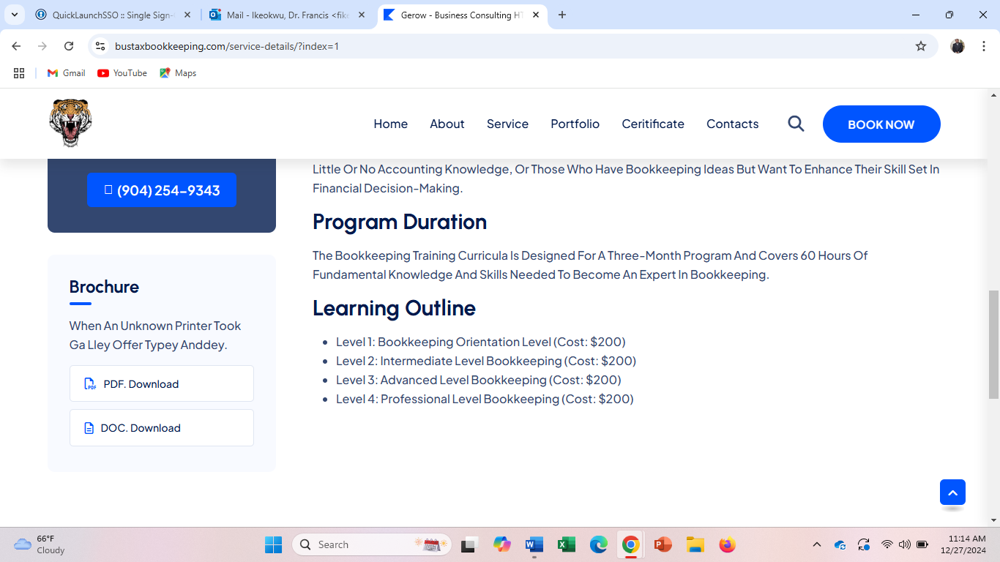 QuickLaunchSSO :: Single Sign-
Mail - Ikeokwu, Dr. Francis <fike
Gerow - Business Consulting HT
bustaxbookkeeping.com/service-details/?index=1
Gmail
YouTube
Maps
Home
About
Service
Portfolio
Ceritificate
Contacts
BOOK NOW
(904) 254-9343
Brochure
When An Unknown Printer Took
Ga Lley Offer Typey Anddey.
PDF
PDF. Download
DOC. Download
Little Or No Accounting Knowledge, Or Those Who Have Bookkeeping Ideas But Want To Enhance Their Skill Set In
Financial Decision-Making.
Program Duration
The Bookkeeping Training Curricula Is Designed For A Three-Month Program And Covers 60 Hours Of
Fundamental Knowledge And Skills Needed To Become An Expert In Bookkeeping.
Learning Outline
Level 1: Bookkeeping Orientation Level (Cost: $200)
Level 2: Intermediate Level Bookkeeping (Cost: $200)
Level 3: Advanced Level Bookkeeping (Cost: $200)
Level 4: Professional Level Bookkeeping (Cost: $200)
66°F
Cloudy
Search
11:14 AM
12/27/2024